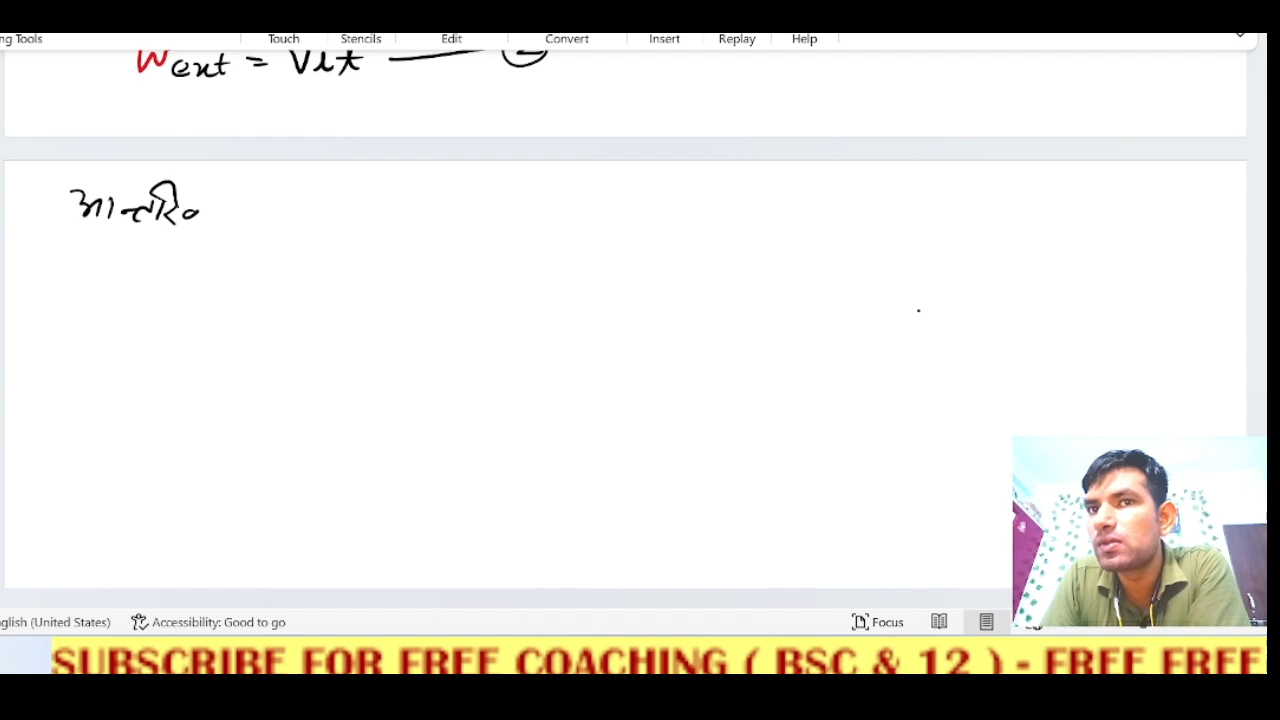 ng Tools Touch Stencils Edit Convert Insert Replay Help
Wext = Vit — ②
आन्तरि
glish (United States) Accessibility: Good to go Focus
SUBSCRIBE FOR FREE COACHING ( BSC & 12 ) - FREE FREE